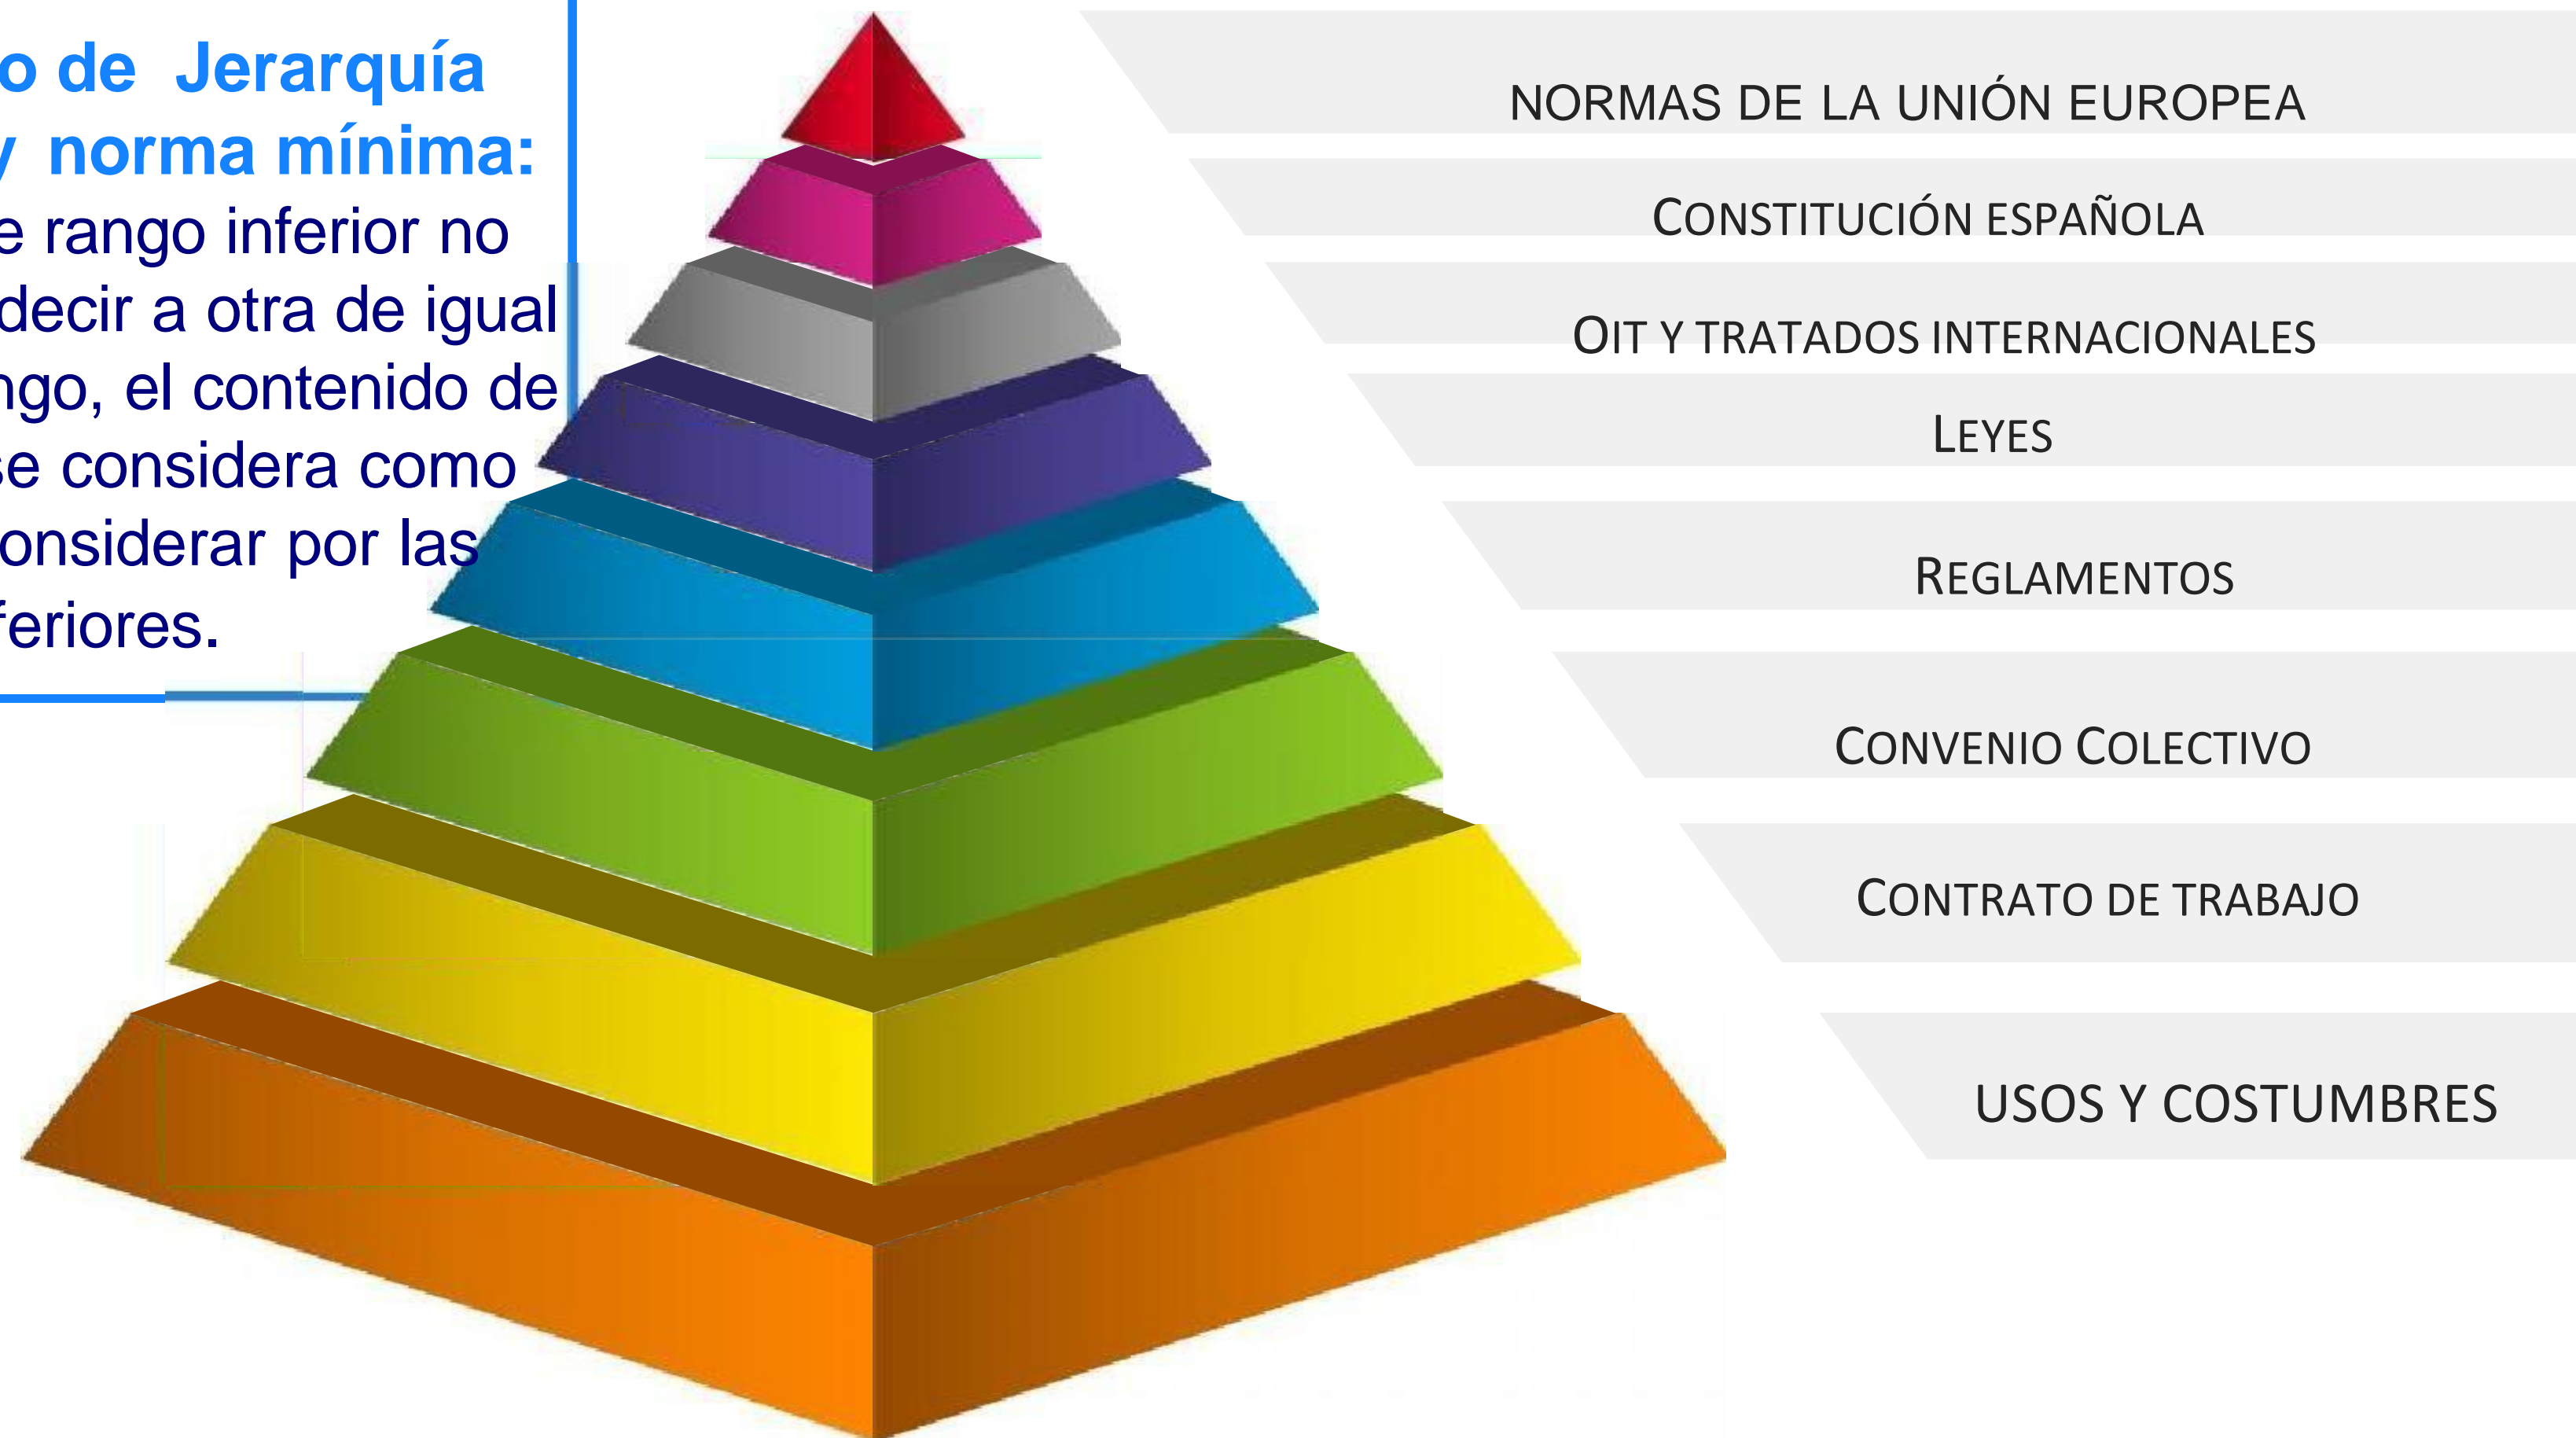 o de Jerarquía
y norma mínima:
e rango inferior no
decir a otra de igual
ngo, el contenido de
se considera como
onsiderar por las
feriores.
NORMAS DE LA UNIÓN EUROPEA
CONSTITUCIÓN ESPAÑOLA
OIT Y TRATADOS INTERNACIONALES
LEYES
REGLAMENTOS
CONVENIO COLECTIVO
CONTRATO DE TRABAJO
USOS Y COSTUMBRES